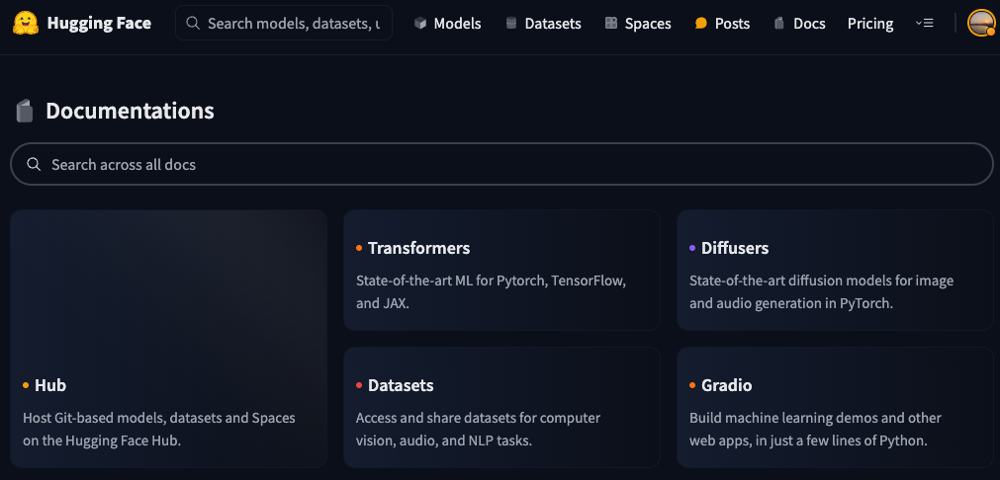 Hugging Face
Search models, datasets, u
Models
Datasets
Spaces
Posts
Docs
Pricing
Documentations
Search across all docs
Hub
Host Git-based models, datasets and Spaces
on the Hugging Face Hub.
Transformers
State-of-the-art ML for Pytorch, TensorFlow,
and JAX.
Diffusers
State-of-the-art diffusion models for image
and audio generation in PyTorch.
Datasets
Access and share datasets for computer
vision, audio, and NLP tasks.
Gradio
Build machine learning demos and other
web apps, in just a few lines of Python.